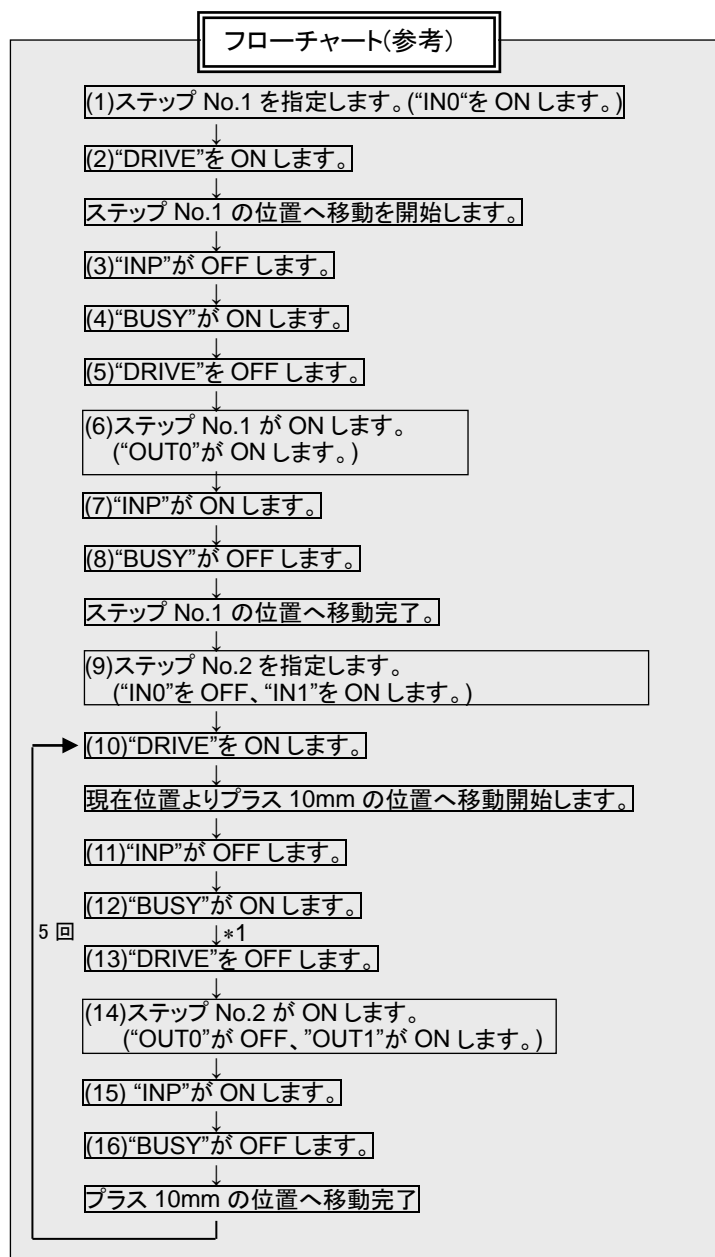 フローチャート(参考)
(1)ステップ No.1 を指定します。(“IN0“を ON します。)
↓
(2)“DRIVE”を ON します。
↓
ステップ No.1 の位置へ移動を開始します。
↓
(3)“INP”が OFF します。
↓
(4)“BUSY”が ON します。
↓
(5)“DRIVE”を OFF します。
↓
(6)ステップ No.1 が ON します。
(“OUT0”が ON します。)
↓
(7)“INP”が ON します。
↓
(8)“BUSY”が OFF します。
↓
ステップ No.1 の位置へ移動完了。
↓
(9)ステップ No.2 を指定します。
(“IN0”を OFF、“IN1”を ON します。)
↓
(10)“DRIVE”を ON します。
↓
現在位置よりプラス 10mm の位置へ移動開始します。
↓
(11)“INP”が OFF します。
↓
(12)“BUSY”が ON します。
5 回
↓*1
(13)“DRIVE”を OFF します。
↓
(14)ステップ No.2 が ON します。
(“OUT0”が OFF、”OUT1”が ON します。)
↓
(15) “INP”が ON します。
↓
(16)“BUSY”が OFF します。
↓
プラス 10mm の位置へ移動完了